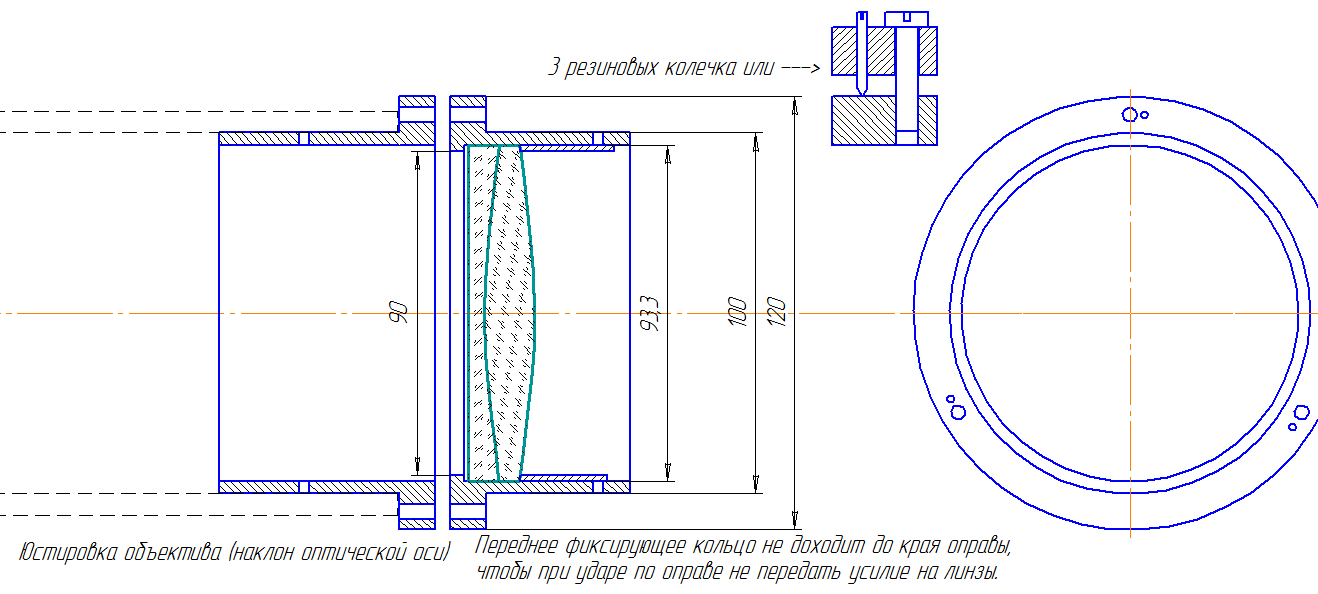 3 резиновых колечка или --->
90
93,3
100
120
Юстировка объектива (наклон оптической оси)
Переднее фиксирующее кольцо не доходит до края оправы,
чтобы при ударе по оправе не передать усилие на линзы.